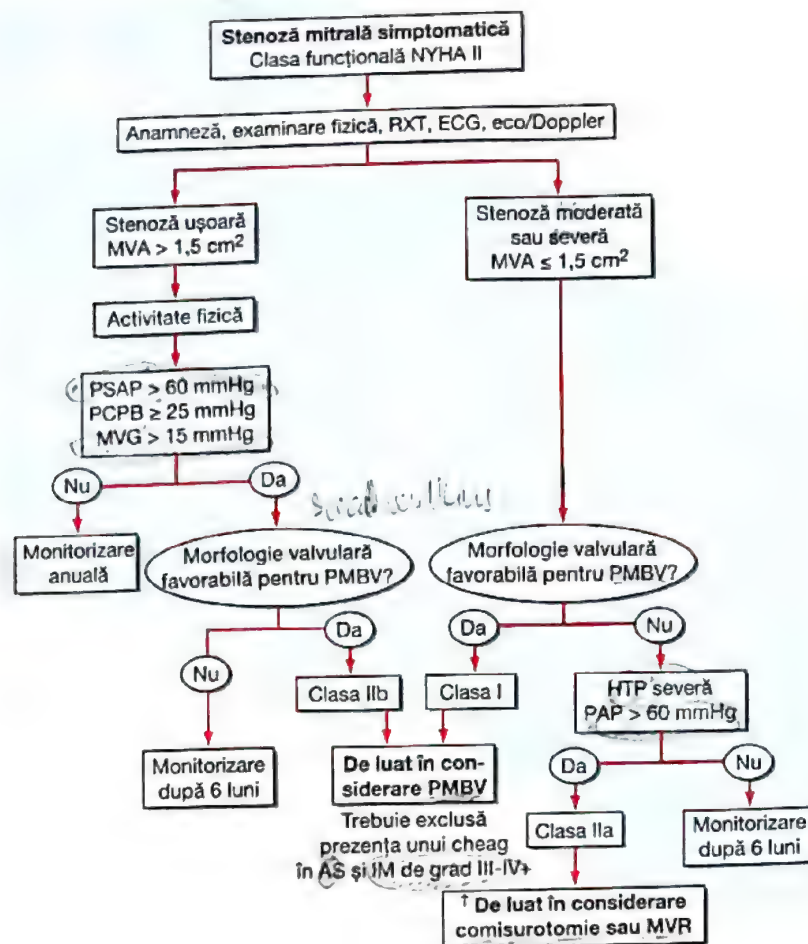 Stenoză mitrală simptomatică
Clasa funcțională NYHA II
Anamneză, examinare fizică, RXT, ECG, eco/Doppler
Stenoză ușoară
MVA > 1,5 cm²
Stenoză moderată
sau severă
MVA ≤ 1,5 cm²
Activitate fizică
PSAP > 60 mmHg
PCPB ≥ 25 mmHg
MVG > 15 mmHg
Nu
Da
Monitorizare
anuală
Morfologie valvulară
favorabilă pentru PMBV?
Morfologie valvulară
favorabilă pentru PMBV?
Nu
Da
Da
Nu
Clasa IIb
Clasa I
HTP severă
PAP > 60 mmHg
Monitorizare
după 6 luni
De luat în con-
siderare PMBV
Trebuie exclusă
prezența unui cheag
în AS și IM de grad III-IV+
Da
Nu
Clasa IIa
Monitorizare
după 6 luni
† De luat în considerare
comisurotomie sau MVR